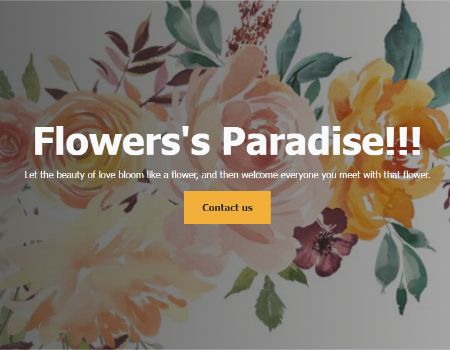 Flowers's Paradise!!!
Let the beauty of love bloom like a flower, and then welcome everyone you meet with that flower.
Contact us